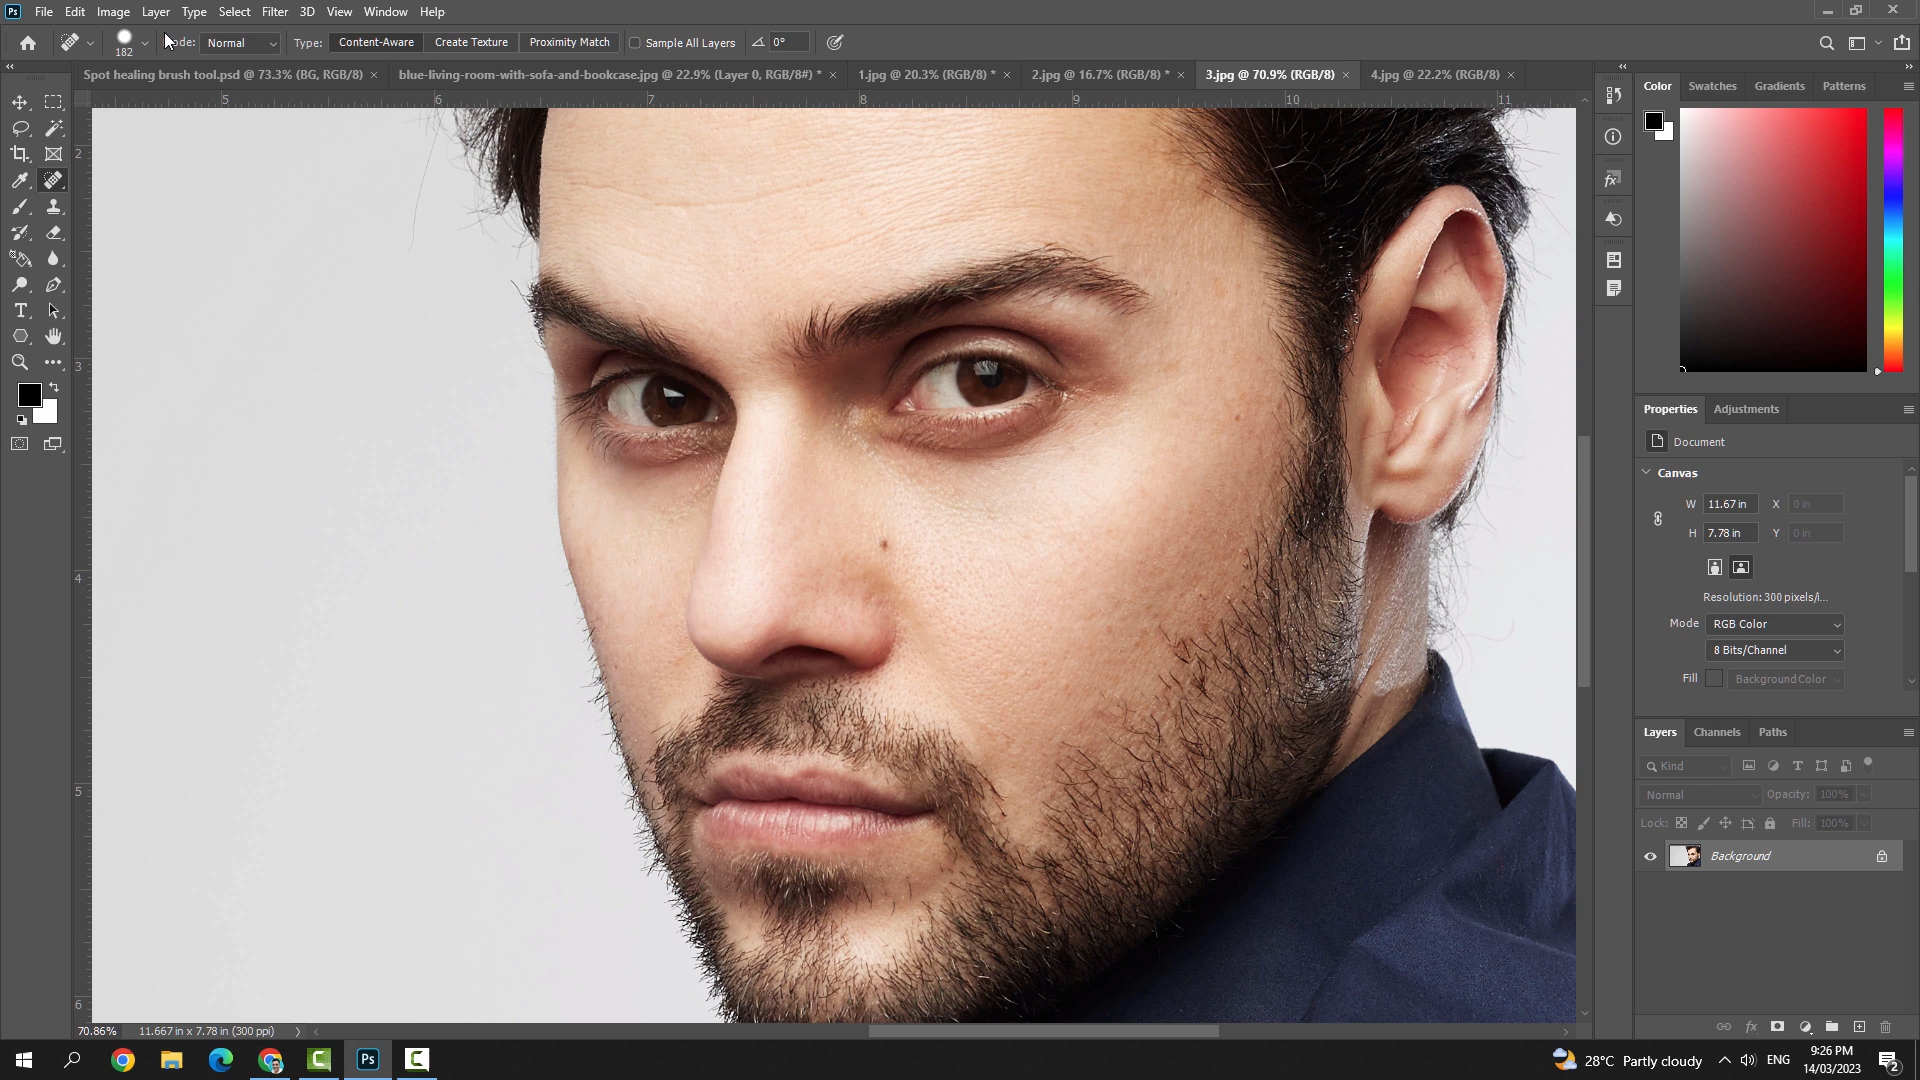 Ps File Edit Image Layer Type Select Filter 3D View Window Help
182 ode: Normal Type: Content-Aware Create Texture Proximity Match Sample All Layers 0°
Spot healing brush tool.psd @ 73.3% (BG, RGB/8) × blue-living-room-with-sofa-and-bookcase.jpg @ 22.9% (Layer 0, RGB/8#) * × 1.jpg @ 20.3% (RGB/8) * × 2.jpg @ 16.7% (RGB/8) * × 3.jpg @ 70.9% (RGB/8) × 4.jpg @ 22.2% (RGB/8) ×
5 6 7 8 9 10 11
2
3
4
5
6
Color Swatches Gradients Patterns
Properties Adjustments
Document
Canvas
W 11.67 in X 0 in
H 7.78 in Y 0 in
Resolution: 300 pixels/i...
Mode RGB Color
8 Bits/Channel
Fill Background Color
Layers Channels Paths
Kind
Normal Opacity: 100%
Lock: Fill: 100%
Background
70.86% 11.667 in x 7.78 in (300 ppi)
Ps 28°C Partly cloudy ENG 9:26 PM
14/03/2023 2